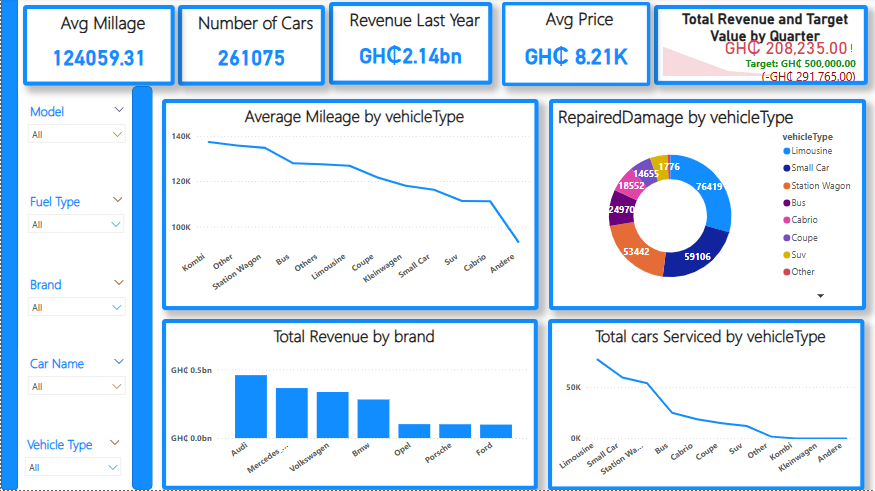 Avg Millage
124059.31
Number of Cars
261075
Revenue Last Year
GH₵2.14bn
Avg Price
GH₵ 8.21K
Total Revenue and Target
Value by Quarter
GH₵ 208,235.00!
Target: GH₵ 500,000.00
(-GH₵ 291,765.00)
Model
All
Fuel Type
All
Brand
All
Car Name
All
Vehicle Type
All
Average Mileage by vehicleType
140K
120K
100K
Kombi
Other
Station Wagon
Bus
Others
Limousine
Coupe
Kleinwagen
Small Car
Suv
Cabrio
Andere
RepairedDamage by vehicleType
1776
14655
18552
24970
53442
59106
76419
vehicleType
Limousine
Small Car
Station Wagon
Bus
Cabrio
Coupe
Suv
Other
Total Revenue by brand
GH₵ 0.5bn
GH₵ 0.0bn
Audi
Mercedes ...
Volkswagen
Bmw
Opel
Porsche
Ford
Total cars Serviced by vehicleType
50K
0K
Limousine
Small Car
Station Wa...
Bus
Cabrio
Coupe
Suv
Other
Kombi
Kleinwagen
Andere